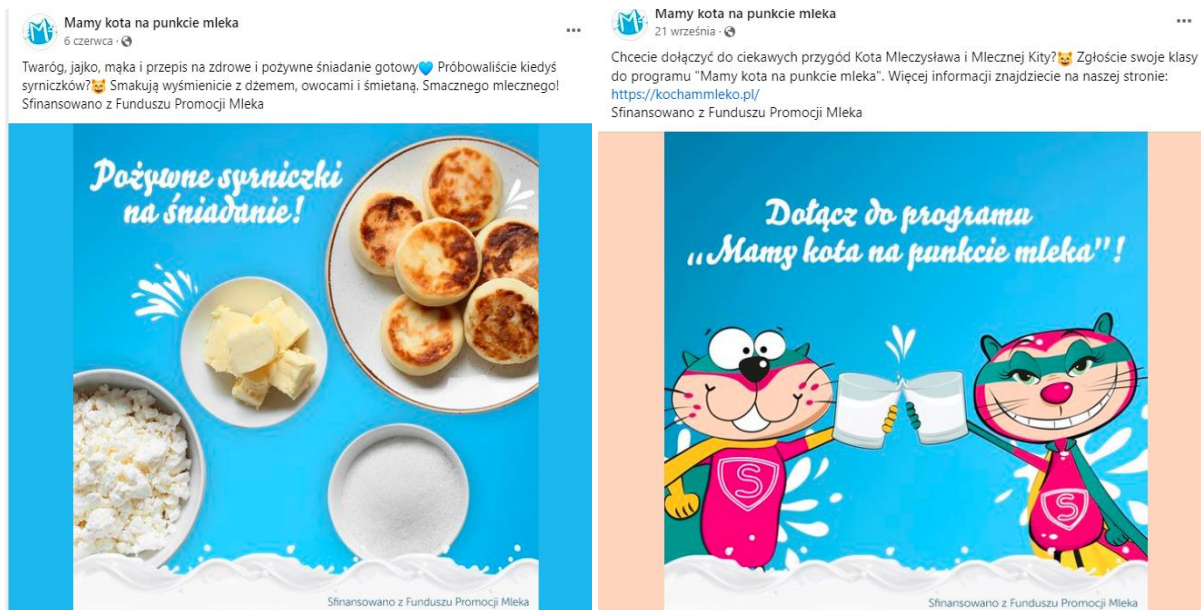 Mamy kota na punkcie mleka
6 czerwca ·
Twaróg, jajko, mąka i przepis na zdrowe i pożywne śniadanie gotowy💙 Próbowaliście kiedyś
syrniczków?😺 Smakują wyśmienicie z dżemem, owocami i śmietaną. Smacznego mlecznego!
Sfinansowano z Funduszu Promocji Mleka
Pożywne syrniczki
na śniadanie!
Sfinansowano z Funduszu Promocji Mleka
Mamy kota na punkcie mleka
21 września ·
Chcecie dołączyć do ciekawych przygód Kota Mleczysława i Mlecznej Kity?😺 Zgłoście swoje klasy
do programu "Mamy kota na punkcie mleka". Więcej informacji znajdziecie na naszej stronie:
https://kochammleko.pl/
Sfinansowano z Funduszu Promocji Mleka
Dołącz do programu
„Mamy kota na punkcie mleka”!
S
S
Sfinansowano z Funduszu Promocji Mleka